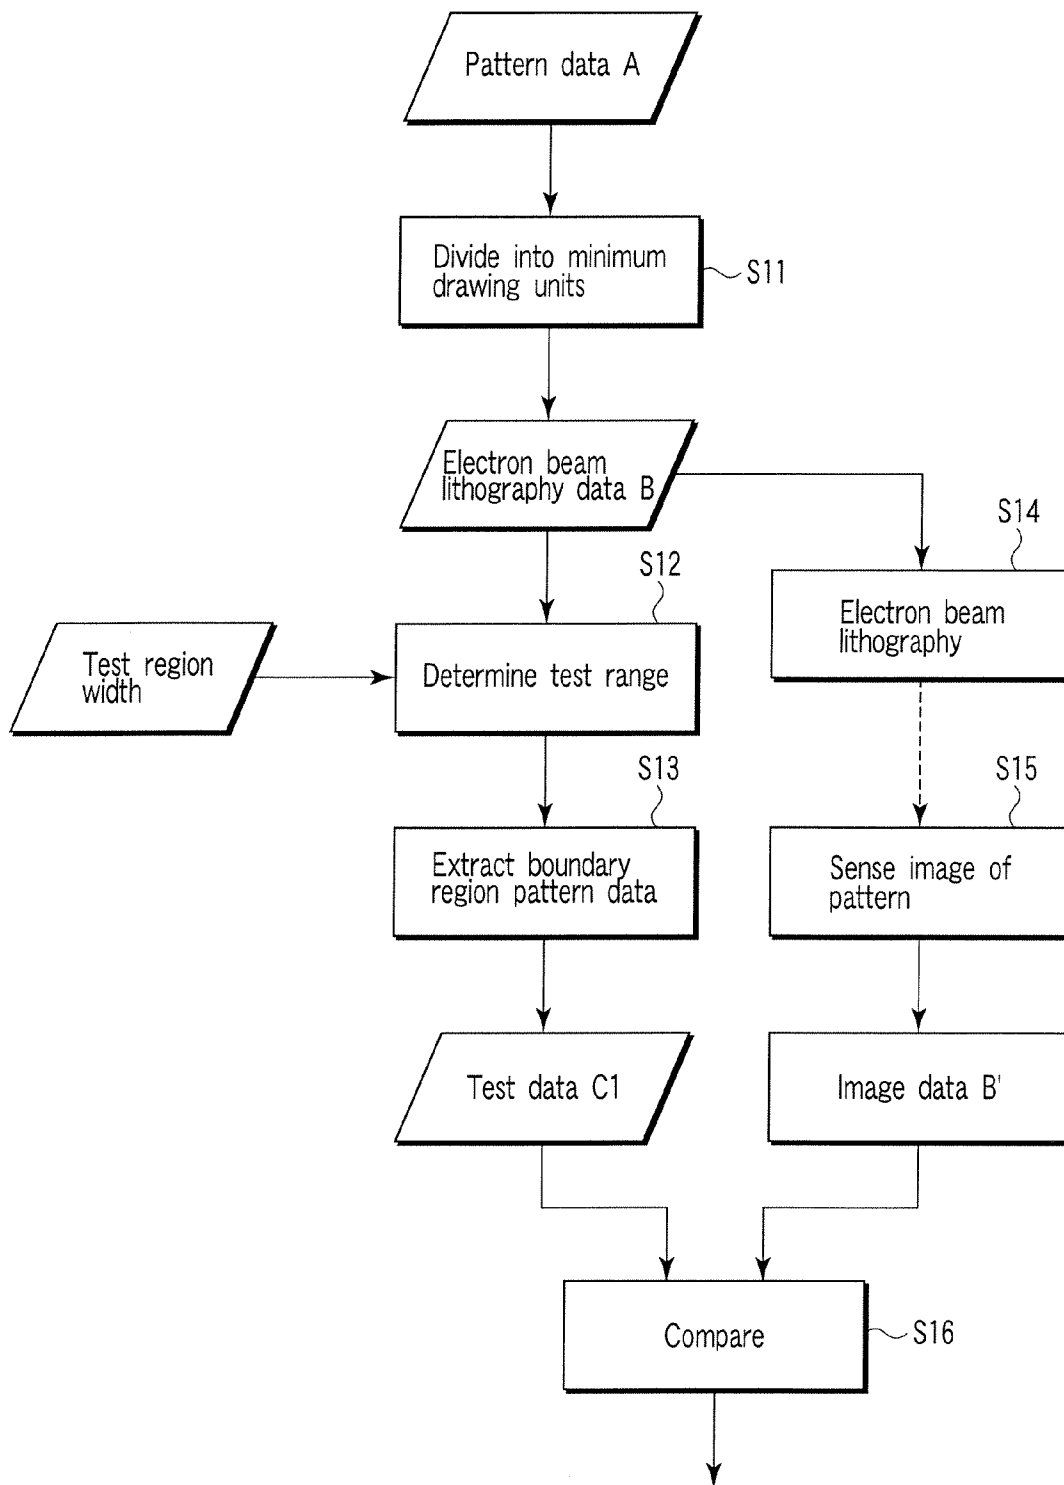 Pattern data A
Divide into minimum
drawing units
S11
Electron beam
lithography data B
S14
S12
Electron beam
lithography
Test region
width
Determine test range
S13
S15
Extract boundary
region pattern data
Sense image of
pattern
Test data C1
Image data B'
Compare
S16